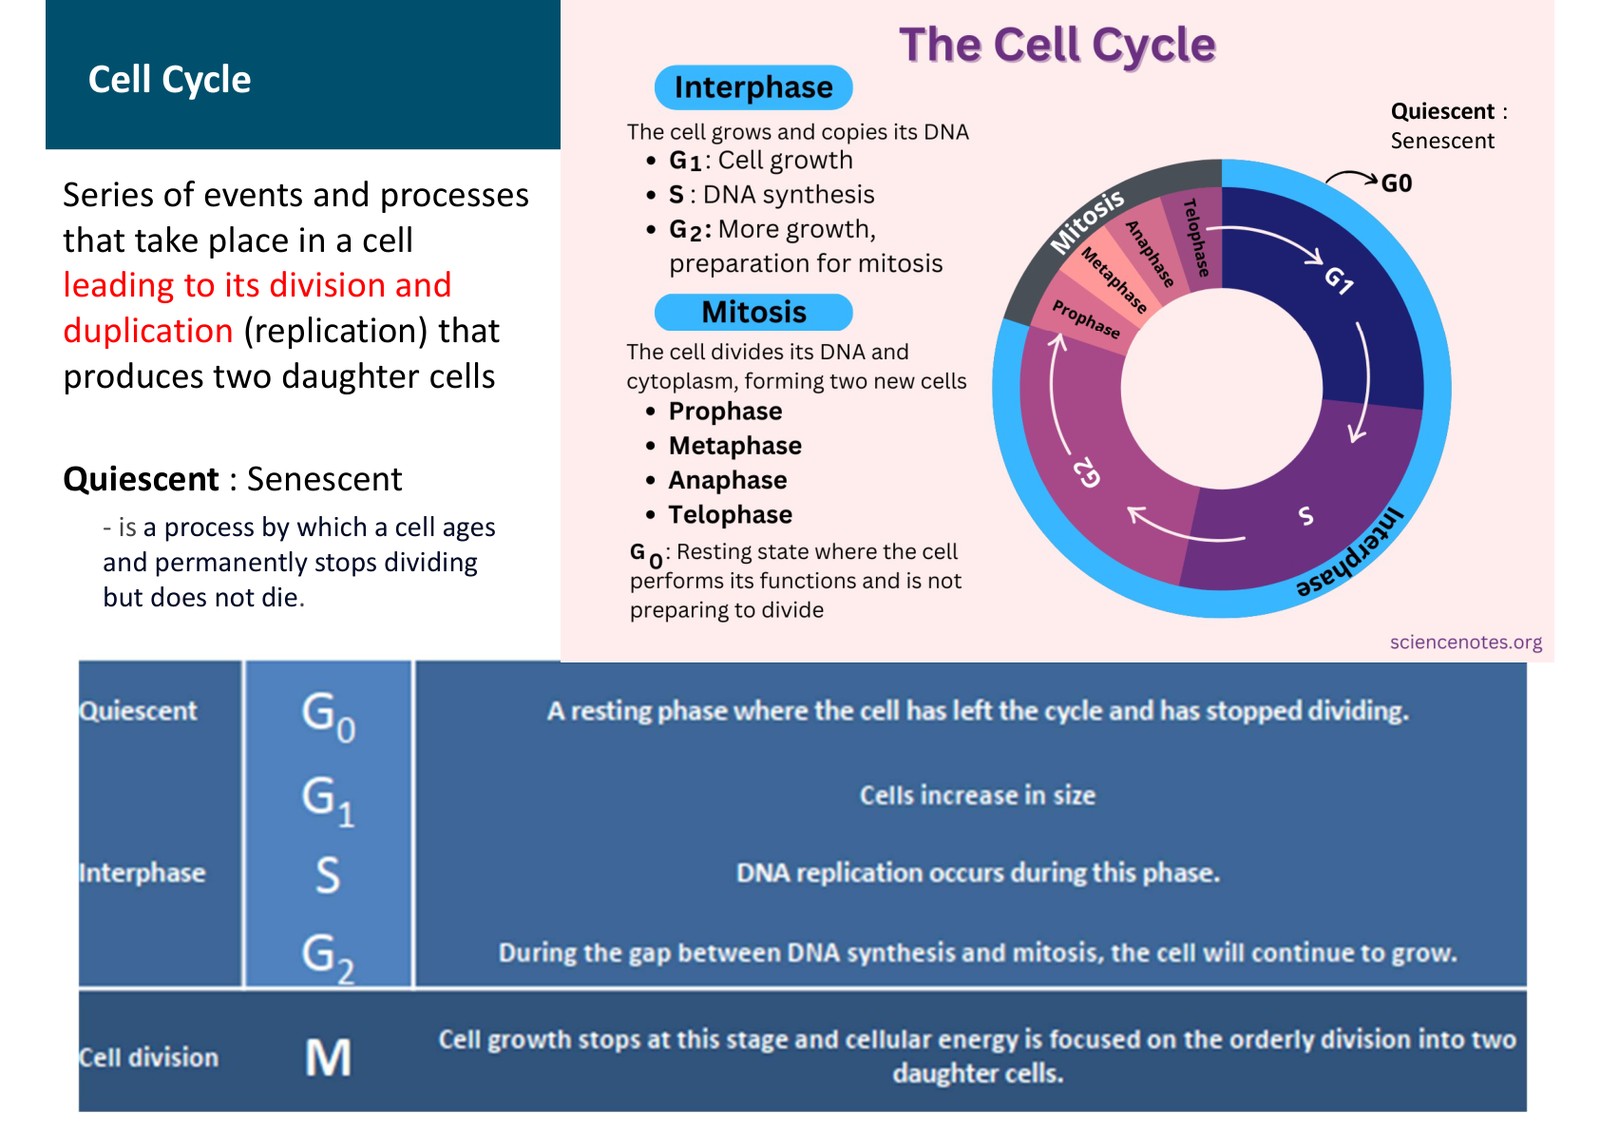 Cell Cycle
Series of events and processes
that take place in a cell
leading to its division and
duplication (replication) that
produces two daughter cells
Quiescent : Senescent
- is a process by which a cell ages
and permanently stops dividing
but does not die.
The Cell Cycle
Interphase
The cell grows and copies its DNA
• G1: Cell growth
• S : DNA synthesis
• G2: More growth,
preparation for mitosis
Mitosis
The cell divides its DNA and
cytoplasm, forming two new cells
• Prophase
• Metaphase
• Anaphase
• Telophase
G0: Resting state where the cell
performs its functions and is not
preparing to divide
Quiescent :
Senescent
G0
Mitosis
Prophase
Metaphase
Anaphase
Telophase
G1
S
G2
Interphase
sciencenotes.org
Quiescent G0 A resting phase where the cell has left the cycle and has stopped dividing.
G1 Cells increase in size
Interphase S DNA replication occurs during this phase.
G2 During the gap between DNA synthesis and mitosis, the cell will continue to grow.
Cell division M Cell growth stops at this stage and cellular energy is focused on the orderly division into two
daughter cells.